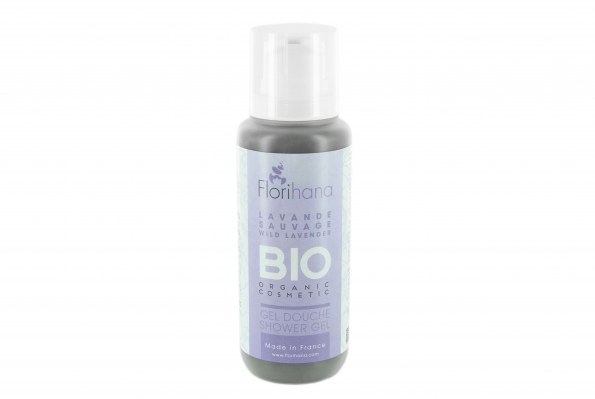 Florihana
LAVANDE
SAUVAGE
WILD LAVENDER
BIO
ORGANIC
COSMETIC
GEL DOUCHE
SHOWER GEL
Made in France
www.florihana.com